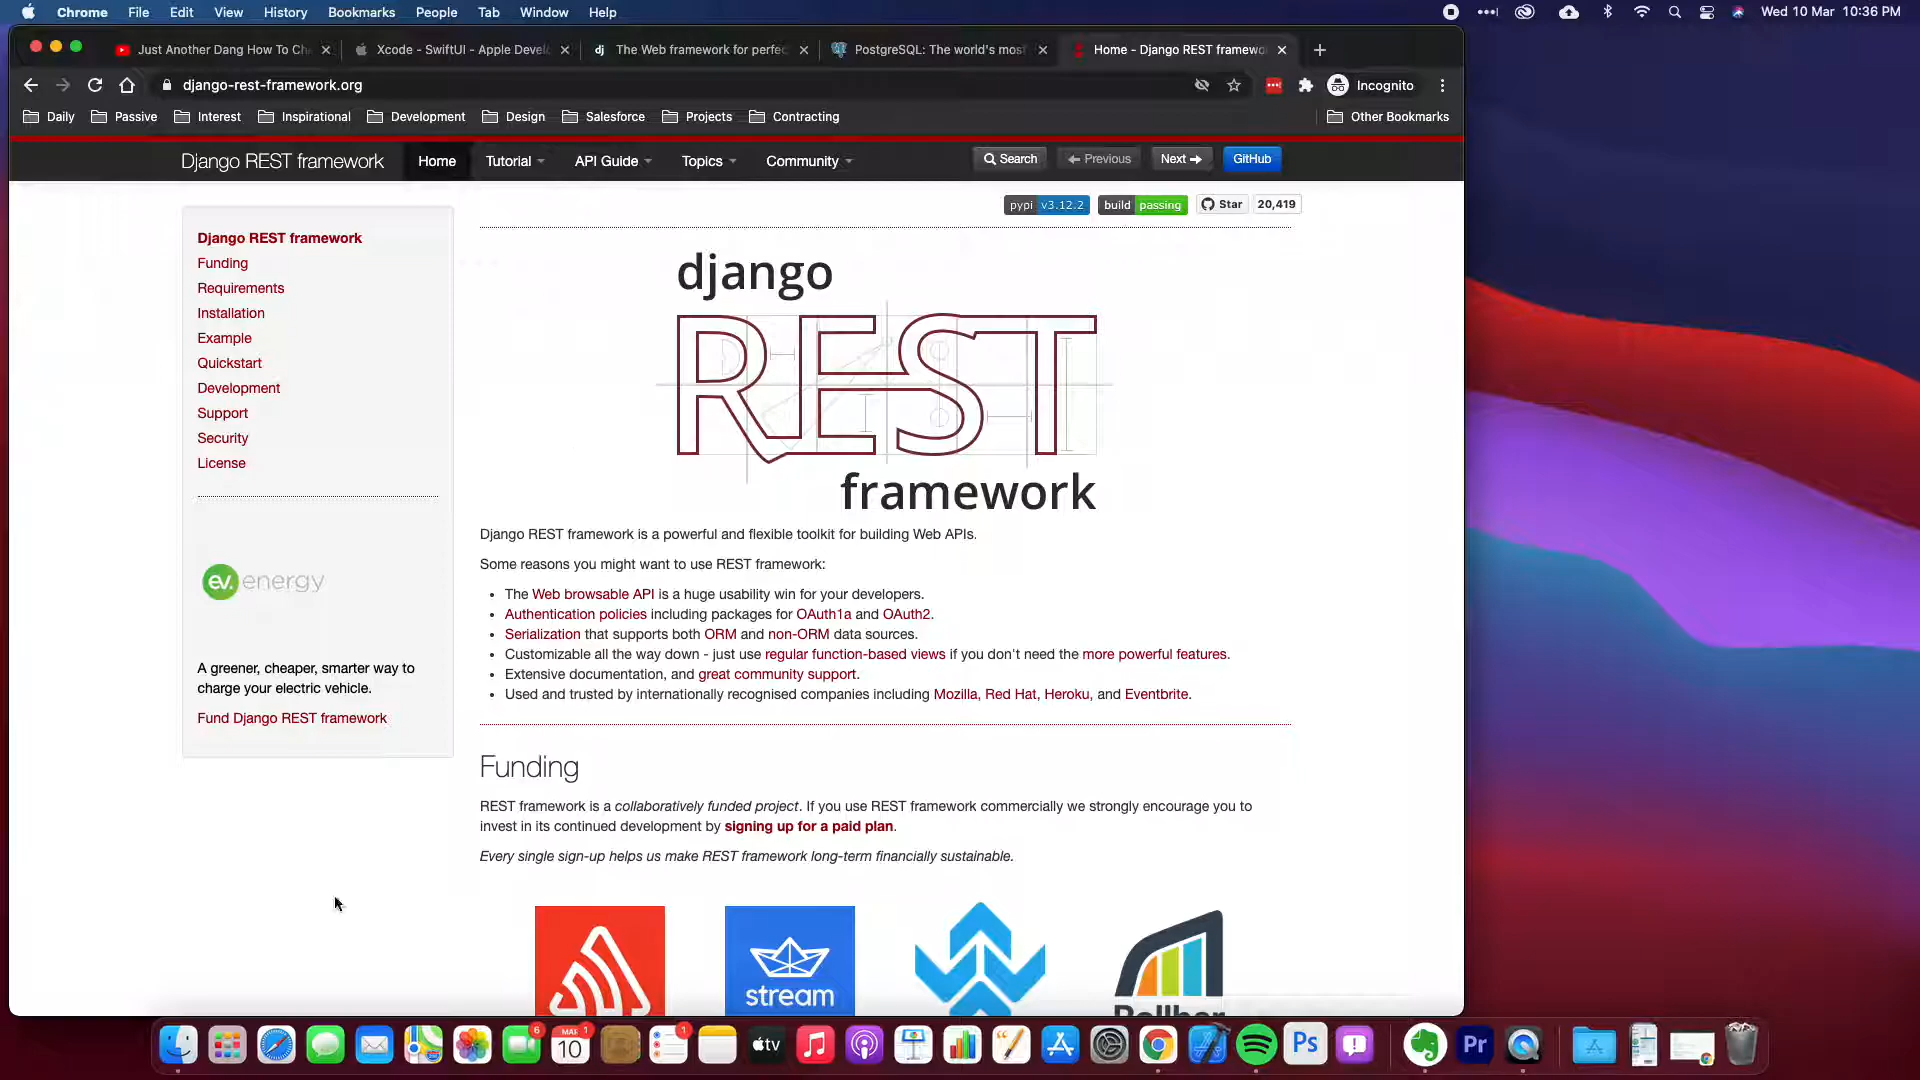 Chrome File Edit View History Bookmarks People Tab Window Help Wed 10 Mar 10:36 PM
Just Another Dang How To Ch Xcode - SwiftUI - Apple Devel dj The Web framework for perfec PostgreSQL: The world's most Home - Django REST framewo
django-rest-framework.org Incognito
Daily Passive Interest Inspirational Development Design Salesforce Projects Contracting Other Bookmarks
Django REST framework Home Tutorial API Guide Topics Community Search Previous Next GitHub
pypi v3.12.2 build passing Star 20,419
Django REST framework
Funding
Requirements
Installation
Example
Quickstart
Development
Support
Security
License
ev. energy
A greener, cheaper, smarter way to
charge your electric vehicle.
Fund Django REST framework
django
REST
framework
Django REST framework is a powerful and flexible toolkit for building Web APIs.
Some reasons you might want to use REST framework:
• The Web browsable API is a huge usability win for your developers.
• Authentication policies including packages for OAuth1a and OAuth2.
• Serialization that supports both ORM and non-ORM data sources.
• Customizable all the way down - just use regular function-based views if you don't need the more powerful features.
• Extensive documentation, and great community support.
• Used and trusted by internationally recognised companies including Mozilla, Red Hat, Heroku, and Eventbrite.
Funding
REST framework is a collaboratively funded project. If you use REST framework commercially we strongly encourage you to
invest in its continued development by signing up for a paid plan.
Every single sign-up helps us make REST framework long-term financially sustainable.
stream
Rollbar
6 MAR 1 10 1 tv Ps Pr